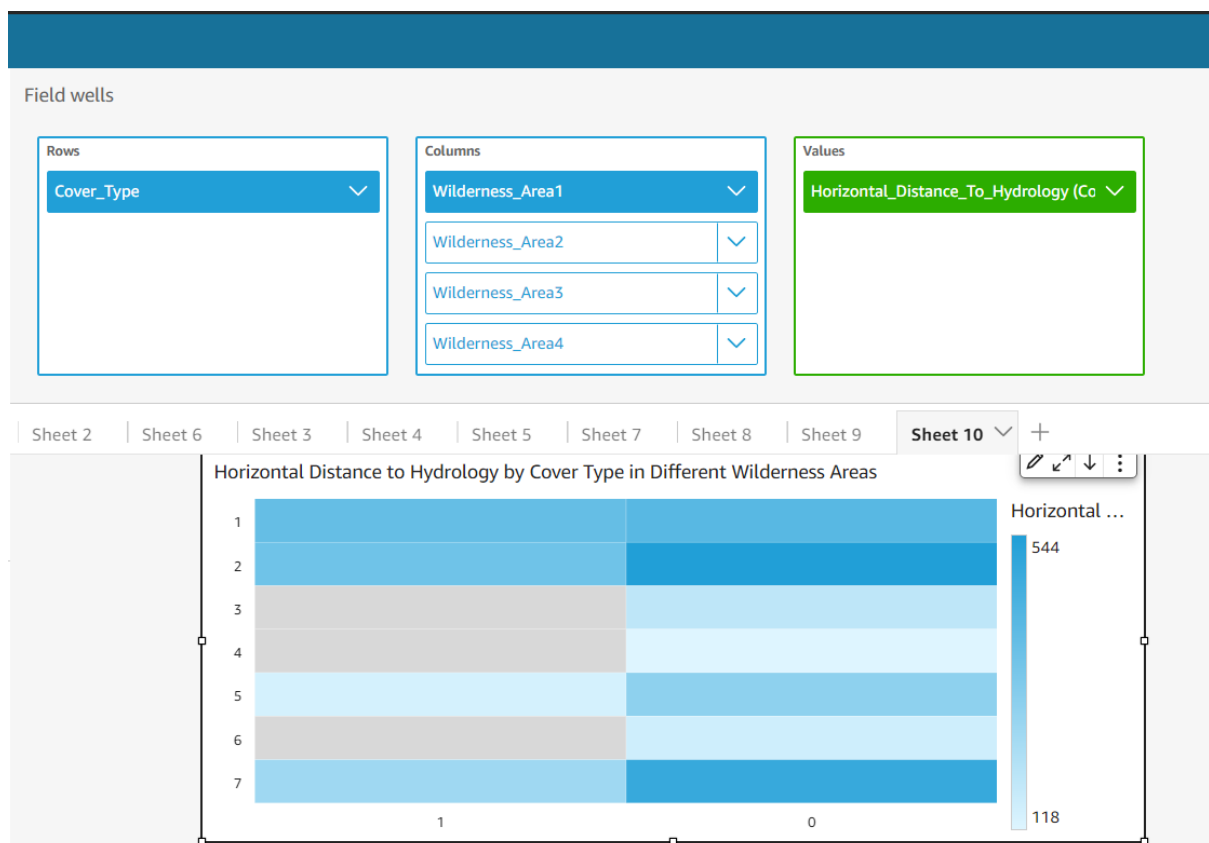 Field wells
Rows
Columns
Values
Cover_Type
Wilderness_Area1
Horizontal_Distance_To_Hydrology (Co
Wilderness_Area2
Wilderness_Area3
Wilderness_Area4
Sheet 2
Sheet 6
Sheet 3
Sheet 4
Sheet 5
Sheet 7
Sheet 8
Sheet 9
Sheet 10
Horizontal Distance to Hydrology by Cover Type in Different Wilderness Areas
Horizontal ...
544
118
1
2
3
4
5
6
7
1
0